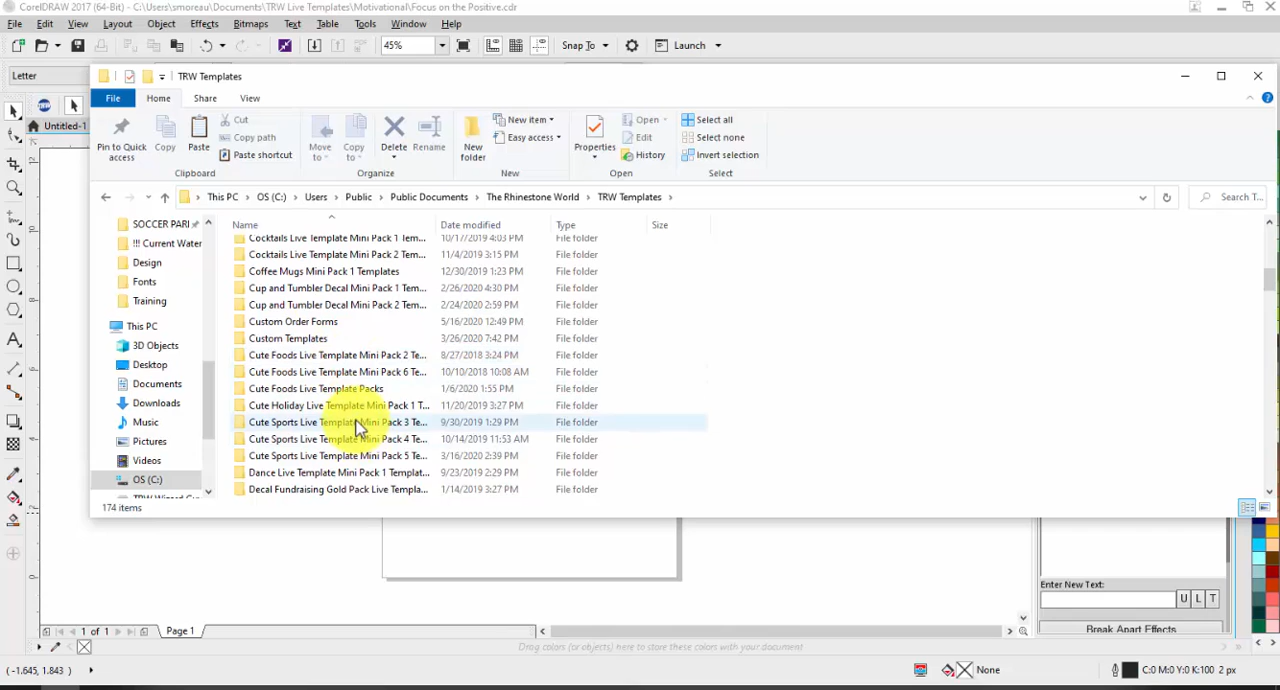 CorelDRAW 2017 (64-Bit) - C:\Users\smoreau\Documents\TRW Live Templates\Motivational\Focus on the Positive.cdr
File Edit View Layout Object Effects Bitmaps Text Table Tools Window Help
45% Snap To Launch
Letter
TRW Templates
Untitled-1
File Home Share View
Pin to Quick access
Copy
Paste
Cut
Copy path
Paste shortcut
Move to
Copy to
Delete
Rename
New folder
New item
Easy access
Properties
Open
Edit
History
Select all
Select none
Invert selection
Clipboard Organize New Open Select
This PC > OS (C:) > Users > Public > Public Documents > The Rhinestone World > TRW Templates >
Search T...
SOCCER PARI
!!! Current Water
Design
Fonts
Training
This PC
3D Objects
Desktop
Documents
Downloads
Music
Pictures
Videos
OS (C:)
Name Date modified Type Size
Cocktails Live Template Mini Pack 1 Tem... 10/17/2019 4:03 PM File folder
Cocktails Live Template Mini Pack 2 Tem... 11/4/2019 3:15 PM File folder
Coffee Mugs Mini Pack 1 Templates 12/30/2019 1:23 PM File folder
Cup and Tumbler Decal Mini Pack 1 Tem... 2/26/2020 4:30 PM File folder
Cup and Tumbler Decal Mini Pack 2 Tem... 2/24/2020 2:59 PM File folder
Custom Order Forms 5/16/2020 12:49 PM File folder
Custom Templates 3/26/2020 7:42 PM File folder
Cute Foods Live Template Mini Pack 2 Te... 8/27/2018 3:24 PM File folder
Cute Foods Live Template Mini Pack 6 Te... 10/10/2018 10:08 AM File folder
Cute Foods Live Template Packs 1/6/2020 1:55 PM File folder
Cute Holiday Live Template Mini Pack 1 T... 11/20/2019 3:27 PM File folder
Cute Sports Live Template Mini Pack 3 Te... 9/30/2019 1:29 PM File folder
Cute Sports Live Template Mini Pack 4 Te... 10/14/2019 11:53 AM File folder
Cute Sports Live Template Mini Pack 5 Te... 3/16/2020 2:39 PM File folder
Dance Live Template Mini Pack 1 Templat... 9/23/2019 2:29 PM File folder
Decal Fundraising Gold Pack Live Templa... 1/14/2019 3:27 PM File folder
174 items
Enter New Text:
U L T
Break Apart Effects
1 of 1 Page 1
Drag colors (or objects) here to store these colors with your document
(-1.645, 1.843) None C:0 M:0 Y:0 K:100 2 px